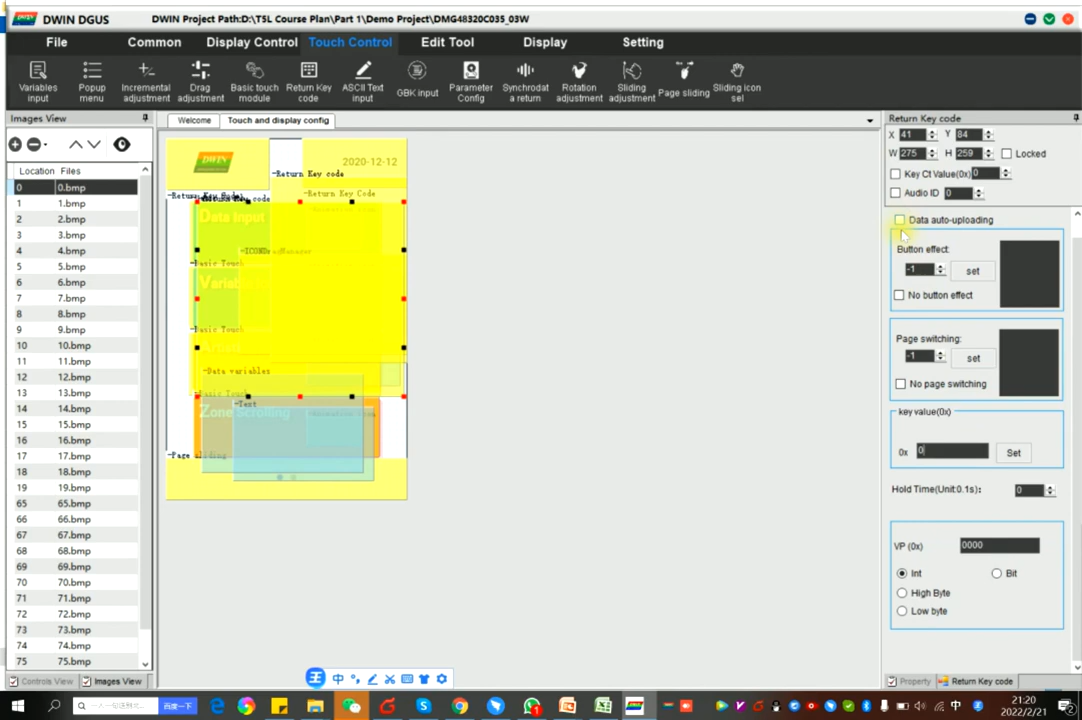 DWIN DGUS DWIN Project Path:D:\T5L Course Plan\Part 1\Demo Project\DMG48320C035_03W
File Common Display Control Touch Control Edit Tool Display Setting
Variables input
Popup menu
Incremental adjustment
Drag adjustment
Basic touch module
Return Key code
ASCII Text input
GBK input
Parameter Config
Synchrodat a return
Rotation adjustment
Sliding adjustment
Page sliding
Sliding icon sel
Images View
Welcome Touch and display config
Location Files
0 0.bmp
1 1.bmp
2 2.bmp
3 3.bmp
4 4.bmp
5 5.bmp
6 6.bmp
7 7.bmp
8 8.bmp
9 9.bmp
10 10.bmp
11 11.bmp
12 12.bmp
13 13.bmp
14 14.bmp
15 15.bmp
16 16.bmp
17 17.bmp
18 18.bmp
19 19.bmp
65 65.bmp
66 66.bmp
67 67.bmp
68 68.bmp
69 69.bmp
70 70.bmp
71 71.bmp
72 72.bmp
73 73.bmp
74 74.bmp
75 75.bmp
Controls View Images View
DWIN
2020-12-12
-Return Key code
-Return Key Code
Data Input
-Basic Touch
-Basic Touch
-Data variables
-Basic Touch
-Text
Zone Scrolling
-Page sliding
Return Key code
X 41 Y 84
W 275 H 259 Locked
Key Ct Value(0x) 0
Audio ID 0
Data auto-uploading
Button effect:
-1 set
No button effect
Page switching:
-1 set
No page switching
key value(0x)
0x 0 Set
Hold Time(Unit:0.1s): 0
VP (0x) 0000
Int Bit
High Byte
Low byte
Property Return Key code
王 中
百度一下
中
21:20
2022/2/21